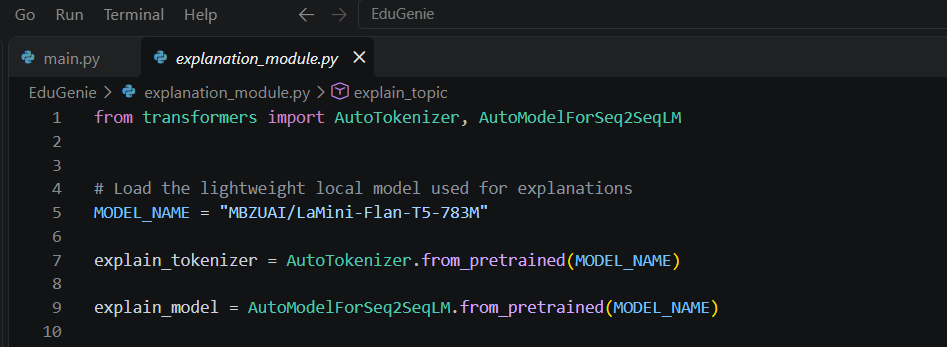 Go Run Terminal Help EduGenie
main.py explanation_module.py
EduGenie > explanation_module.py > explain_topic
1 from transformers import AutoTokenizer, AutoModelForSeq2SeqLM
2
3
4 # Load the lightweight local model used for explanations
5 MODEL_NAME = "MBZUAI/LaMini-Flan-T5-783M"
6
7 explain_tokenizer = AutoTokenizer.from_pretrained(MODEL_NAME)
8
9 explain_model = AutoModelForSeq2SeqLM.from_pretrained(MODEL_NAME)
10